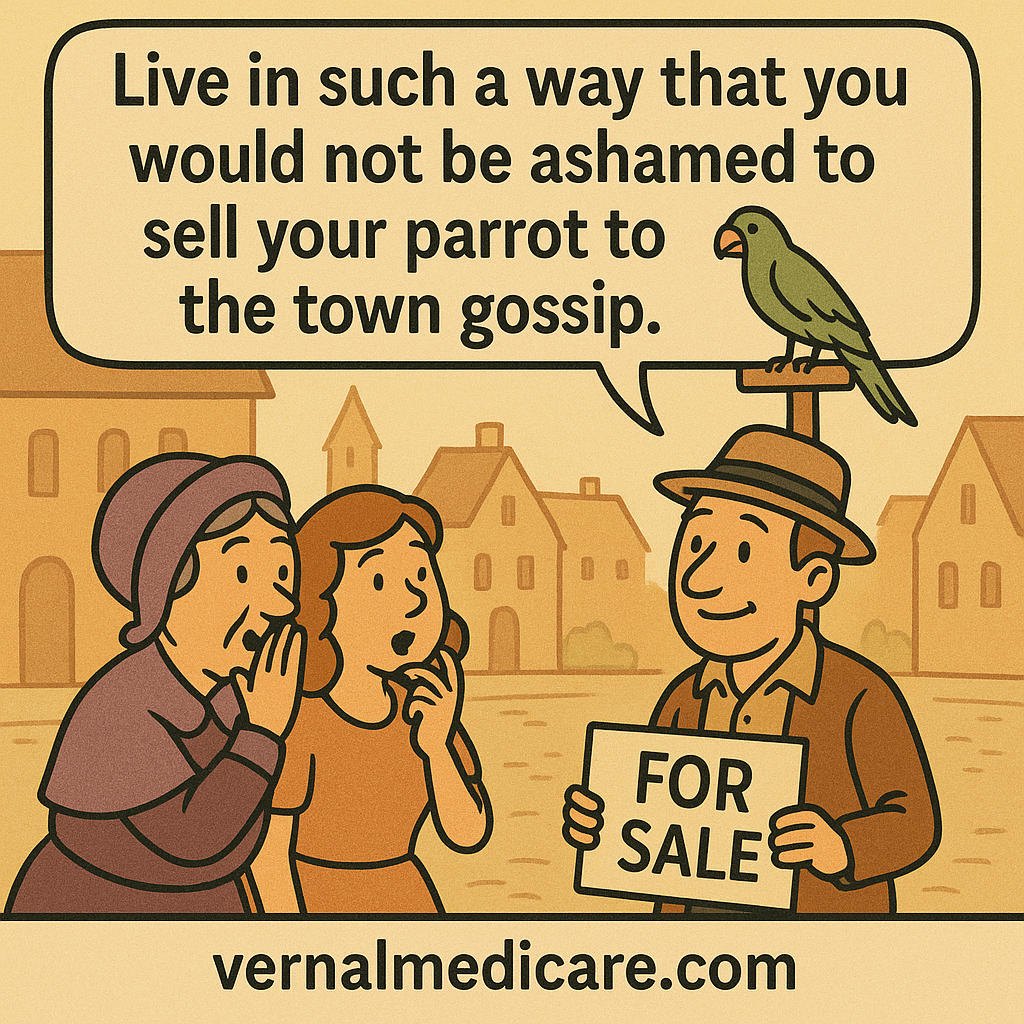 Live in such a way that you
would not be ashamed to
sell your parrot to
the town gossip.
FOR
SALE
vernalmedicare.com